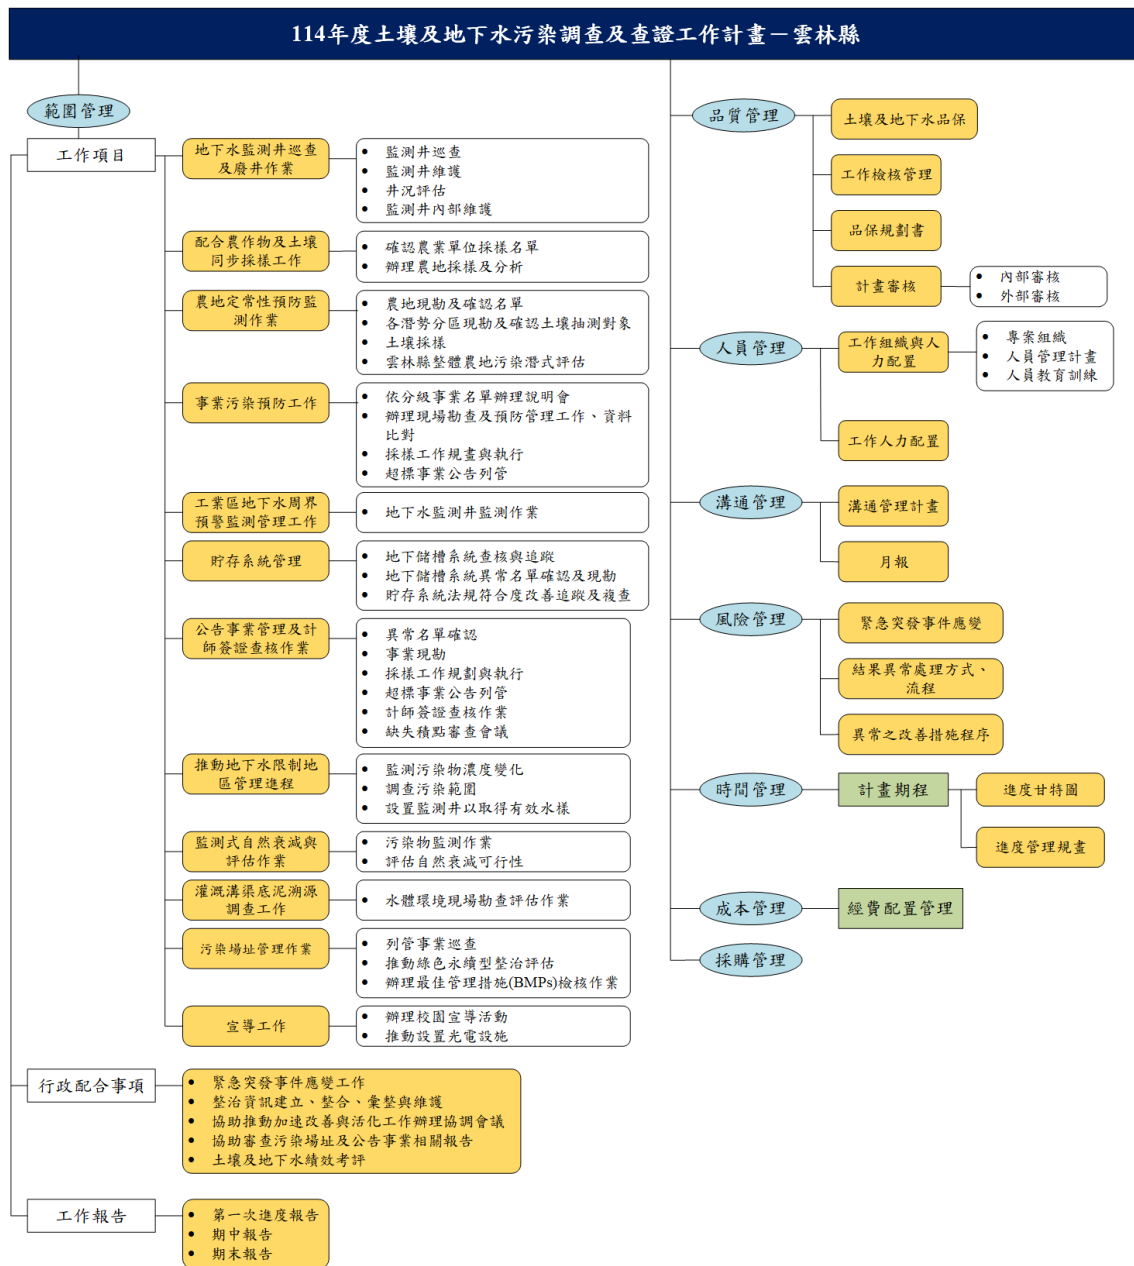 114年度土壤及地下水污染調查及查證工作計畫－雲林縣
範圍管理
工作項目
地下水監測井巡查
及廢井作業
• 監測井巡查
• 監測井維護
• 井況評估
• 監測井內部維護
配合農作物及土壤
同步採樣工作
• 確認農業單位採樣名單
• 辦理農地採樣及分析
農地定常性預防監
測作業
• 農地現勘及確認名單
• 各潛勢分區現勘及確認土壤抽測對象
• 土壤採樣
• 雲林縣整體農地污染潛式評估
事業污染預防工作
• 依分級事業名單辦理說明會
• 辦理現場勘查及預防管理工作、資料
比對
• 採樣工作規畫與執行
• 超標事業公告列管
工業區地下水周界
預警監測管理工作
• 地下水監測井監測作業
貯存系統管理
• 地下儲槽系統查核與追蹤
• 地下儲槽系統異常名單確認及現勘
• 貯存系統法規符合度改善追蹤及複查
公告事業管理及計
師簽證查核作業
• 異常名單確認
• 事業現勘
• 採樣工作規劃與執行
• 超標事業公告列管
• 計師簽證查核作業
• 缺失積點審查會議
推動地下水限制地
區管理進程
• 監測污染物濃度變化
• 調查污染範圍
• 設置監測井以取得有效水樣
監測式自然衰減與
評估作業
• 污染物監測作業
• 評估自然衰減可行性
灌溉溝渠底泥溯源
調查工作
• 水體環境現場勘查評估作業
污染場址管理作業
• 列管事業巡查
• 推動綠色永續型整治評估
• 辦理最佳管理措施(BMPs)檢核作業
宣導工作
• 辦理校園宣導活動
• 推動設置光電設施
行政配合事項
• 緊急突發事件應變工作
• 整治資訊建立、整合、彙整與維護
• 協助推動加速改善與活化工作辦理協調會議
• 協助審查污染場址及公告事業相關報告
• 土壤及地下水績效考評
工作報告
• 第一次進度報告
• 期中報告
• 期末報告
品質管理
土壤及地下水品保
工作檢核管理
品保規劃書
計畫審核
• 內部審核
• 外部審核
人員管理
工作組織與人
力配置
• 專案組織
• 人員管理計畫
• 人員教育訓練
工作人力配置
溝通管理
溝通管理計畫
月報
風險管理
緊急突發事件應變
結果異常處理方式、
流程
異常之改善措施程序
時間管理
計畫期程
進度甘特圖
進度管理規畫
成本管理
經費配置管理
採購管理